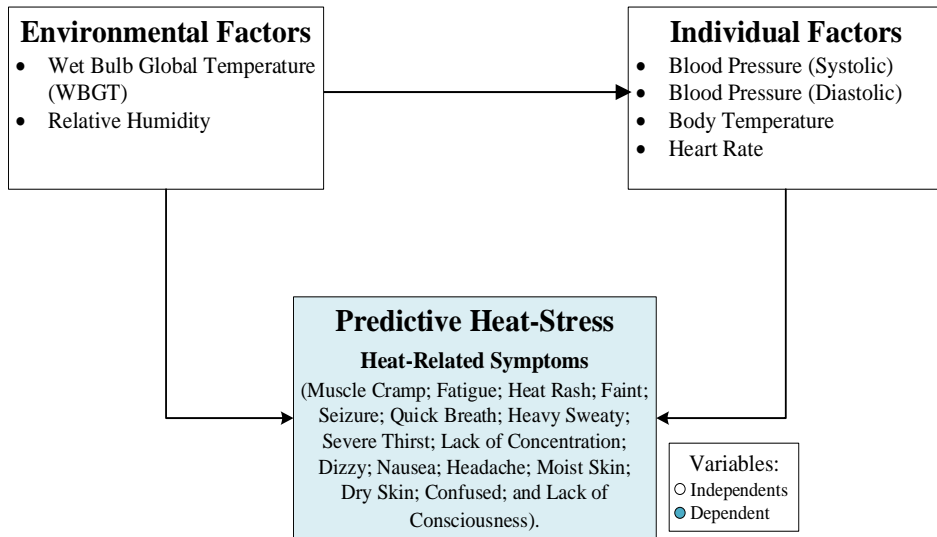 Environmental Factors
• Wet Bulb Global Temperature
(WBGT)
• Relative Humidity
Individual Factors
• Blood Pressure (Systolic)
• Blood Pressure (Diastolic)
• Body Temperature
• Heart Rate
Predictive Heat-Stress
Heat-Related Symptoms
(Muscle Cramp; Fatigue; Heat Rash; Faint;
Seizure; Quick Breath; Heavy Sweaty;
Severe Thirst; Lack of Concentration;
Dizzy; Nausea; Headache; Moist Skin;
Dry Skin; Confused; and Lack of
Consciousness).
Variables:
Independents
Dependent